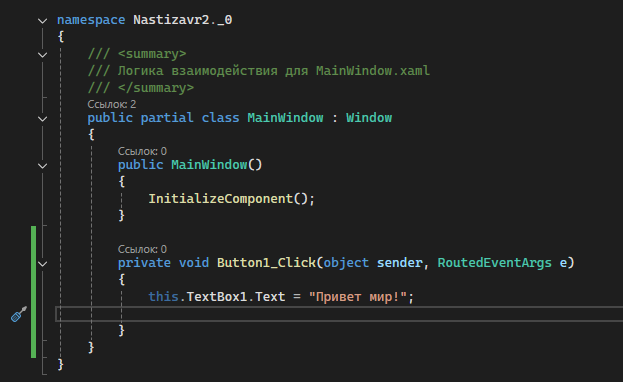 namespace Nastizavr2._0
{
/// <summary>
/// Логика взаимодействия для MainWindow.xaml
/// </summary>
Ссылок: 2
public partial class MainWindow : Window
{
Ссылок: 0
public MainWindow()
{
InitializeComponent();
}
Ссылок: 0
private void Button1_Click(object sender, RoutedEventArgs e)
{
this.TextBox1.Text = "Привет мир!";
}
}
}